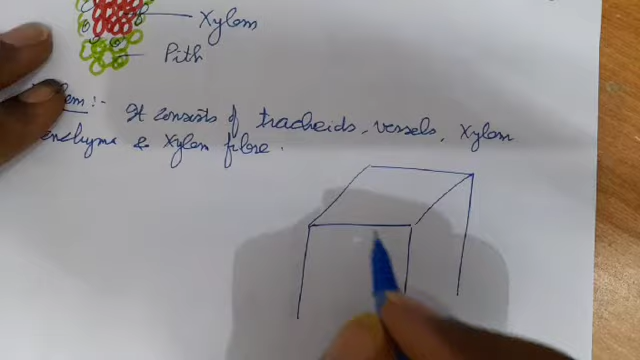 Xylem
Pith
:- It consists of tracheids, vessels, Xylem
& Xylem fibre.